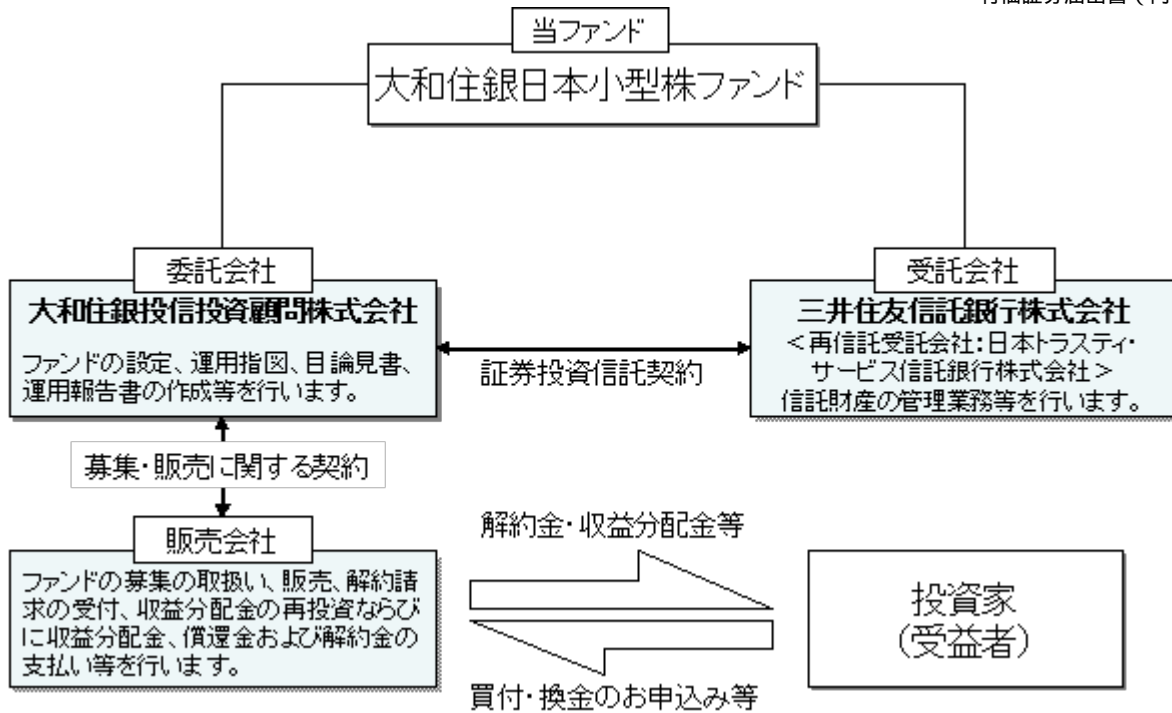 当ファンド
大和住銀日本小型株ファンド
委託会社
大和住銀投信投資顧問株式会社
ファンドの設定、運用指図、目論見書、
運用報告書の作成等を行います。
証券投資信託契約
受託会社
三井住友信託銀行株式会社
＜再信託受託会社：日本トラスティ・
サービス信託銀行株式会社＞
信託財産の管理業務等を行います。
募集・販売に関する契約
販売会社
ファンドの募集の取扱い、販売、解約請
求の受付、収益分配金の再投資ならび
に収益分配金、償還金および解約金の
支払い等を行います。
解約金・収益分配金等
買付・換金のお申込み等
投資家
（受益者）